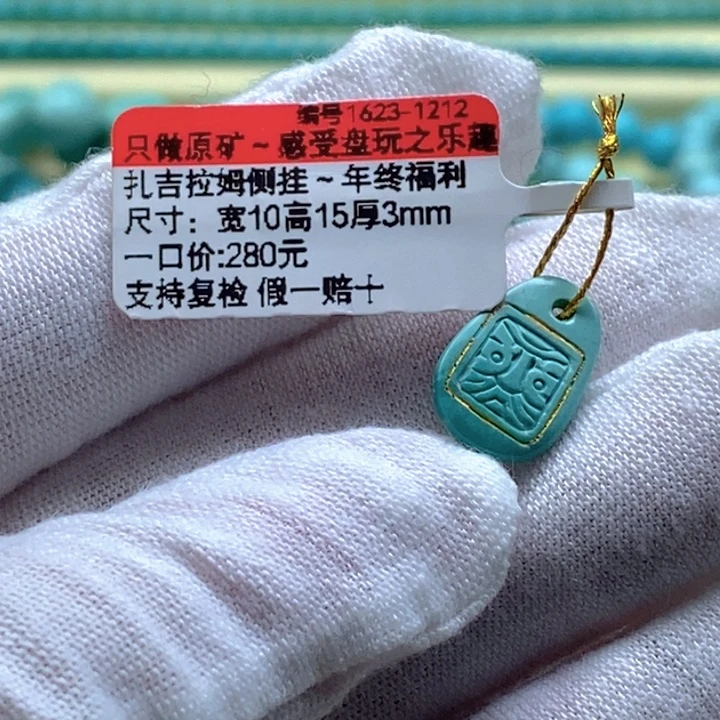 编号1623-1212
只做原矿~感受盘玩之乐趣
扎吉拉姆侧挂~年终福利
尺寸：宽10高15厚3mm
一口价:280元
支持复检 假一赔十